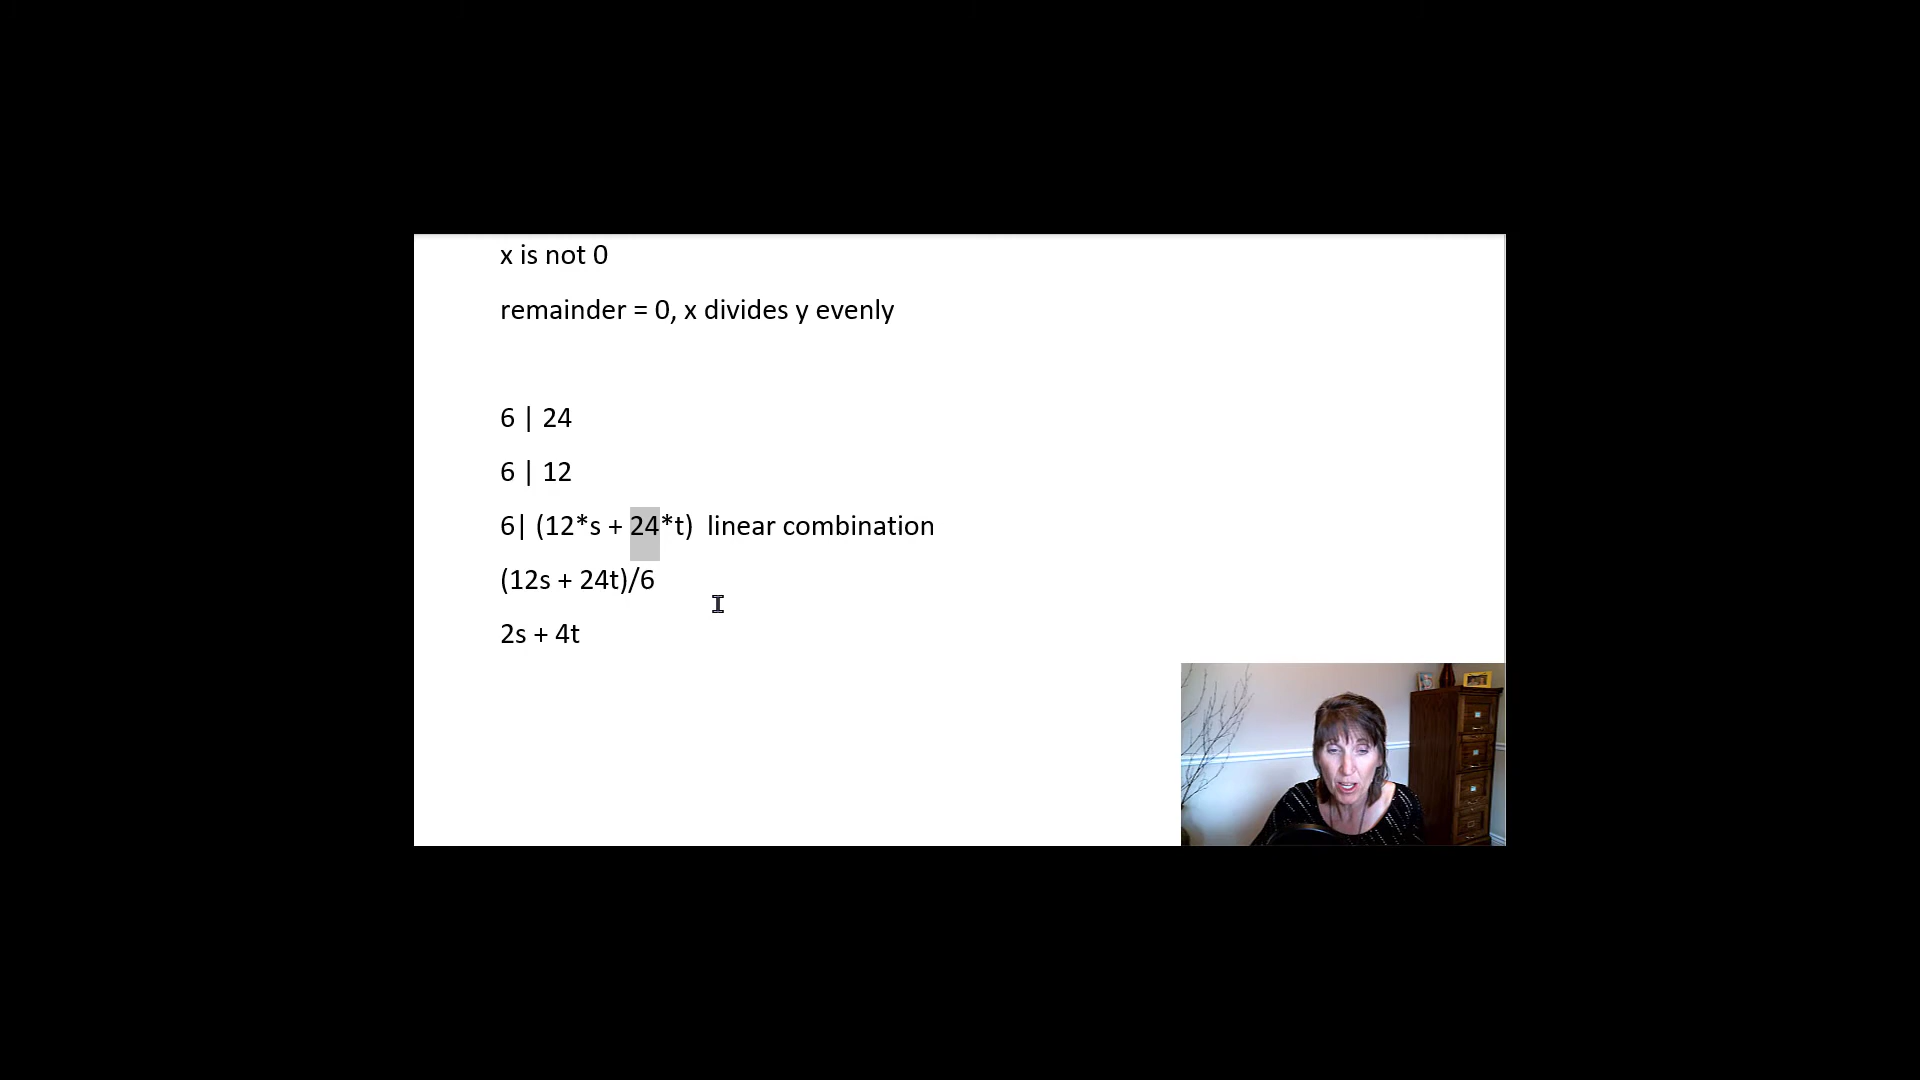 x is not 0
remainder = 0, x divides y evenly
6 | 24
6 | 12
6| (12*s + 24*t)  linear combination
(12s + 24t)/6
2s + 4t